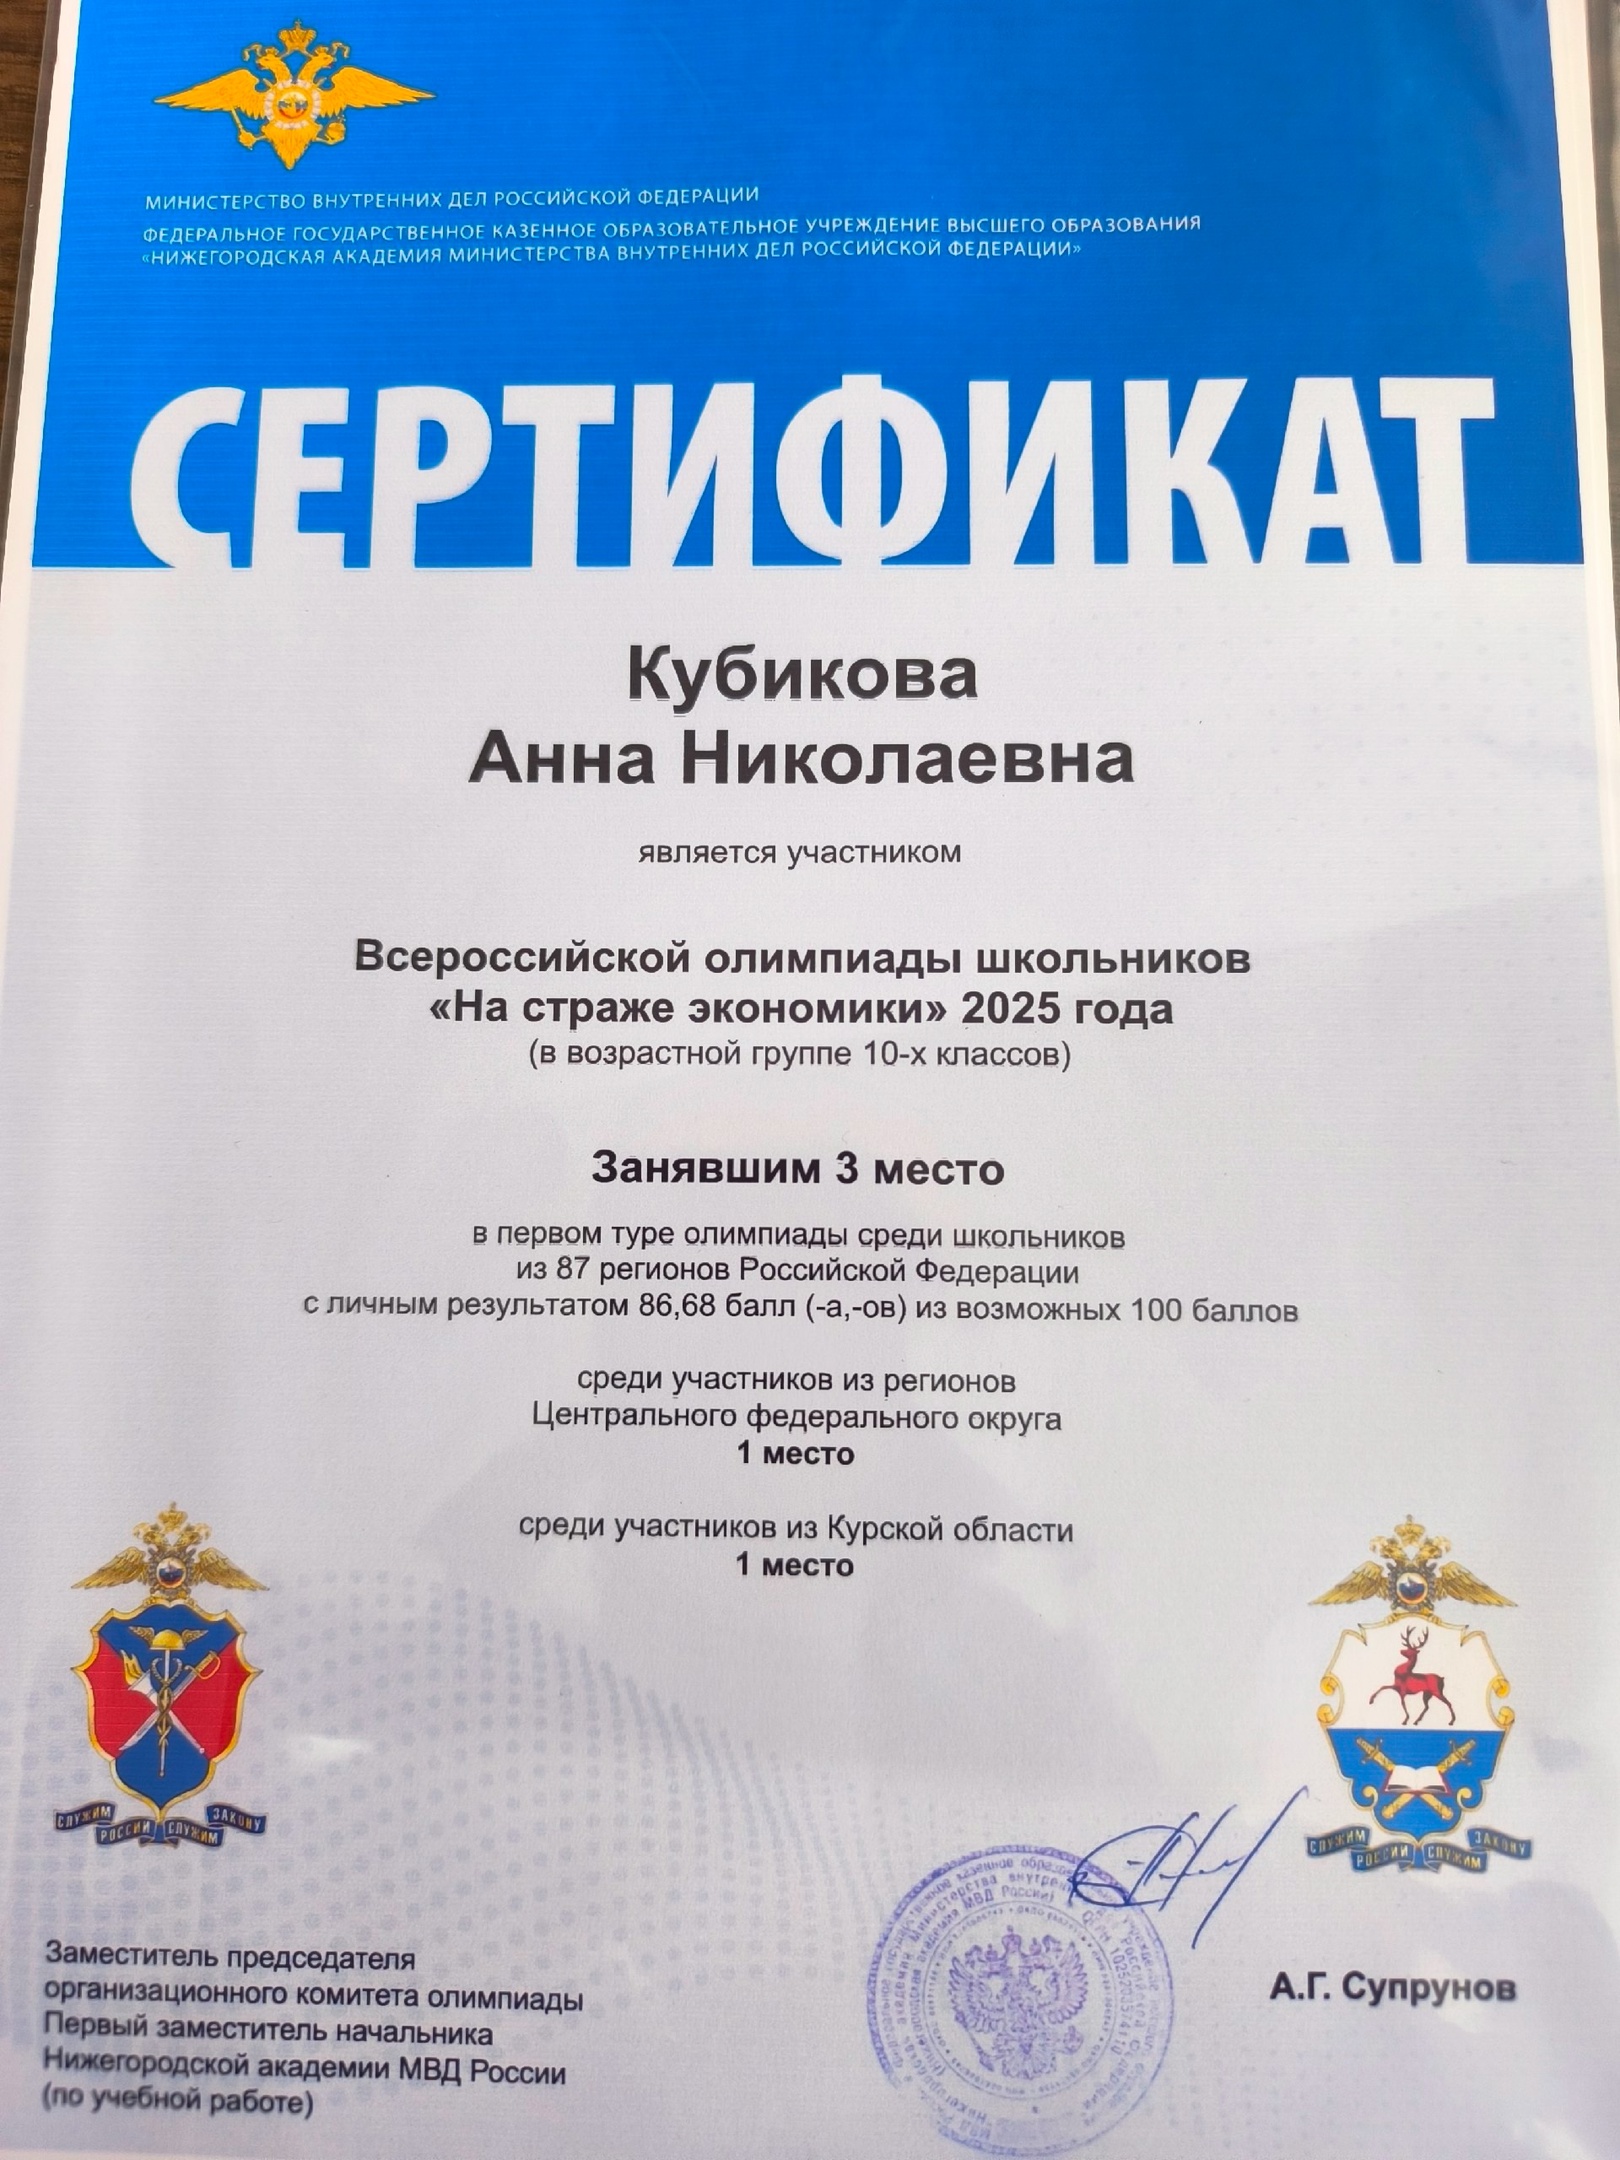 МИНИСТЕРСТВО ВНУТРЕННИХ ДЕЛ РОССИЙСКОЙ ФЕДЕРАЦИИ
ФЕДЕРАЛЬНОЕ ГОСУДАРСТВЕННОЕ КАЗЕННОЕ ОБРАЗОВАТЕЛЬНОЕ УЧРЕЖДЕНИЕ ВЫСШЕГО ОБРАЗОВАНИЯ
«НИЖЕГОРОДСКАЯ АКАДЕМИЯ МИНИСТЕРСТВА ВНУТРЕННИХ ДЕЛ РОССИЙСКОЙ ФЕДЕРАЦИИ»
СЕРТИФИКАТ
Кубикова
Анна Николаевна
является участником
Всероссийской олимпиады школьников
«На страже экономики» 2025 года
(в возрастной группе 10-х классов)
Занявшим 3 место
в первом туре олимпиады среди школьников
из 87 регионов Российской Федерации
с личным результатом 86,68 балл (-а,-ов) из возможных 100 баллов
среди участников из регионов
Центрального федерального округа
1 место
среди участников из Курской области
1 место
СЛУЖИМ РОССИИ СЛУЖИМ ЗАКОНУ
СЛУЖИМ РОССИИ СЛУЖИМ ЗАКОНУ
Заместитель председателя
организационного комитета олимпиады
Первый заместитель начальника
Нижегородской академии МВД России
(по учебной работе)
А.Г. Супрунов